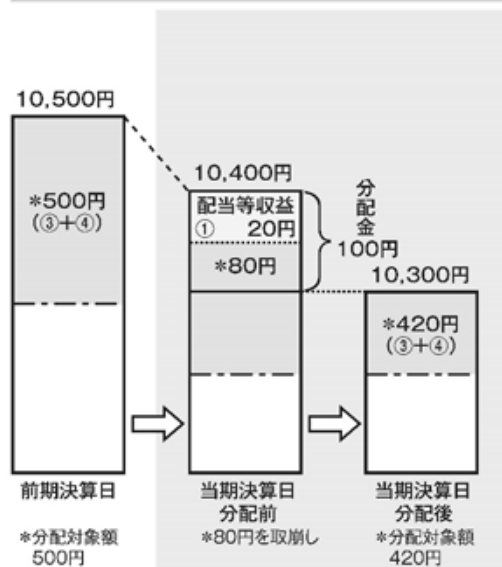 10,500円
*500円
(③+④)
10,400円
配当等収益
① 20円
*80円
分配金
100円
10,300円
*420円
(③+④)
前期決算日
*分配対象額
500円
当期決算日
分配前
*80円を取崩し
当期決算日
分配後
*分配対象額
420円